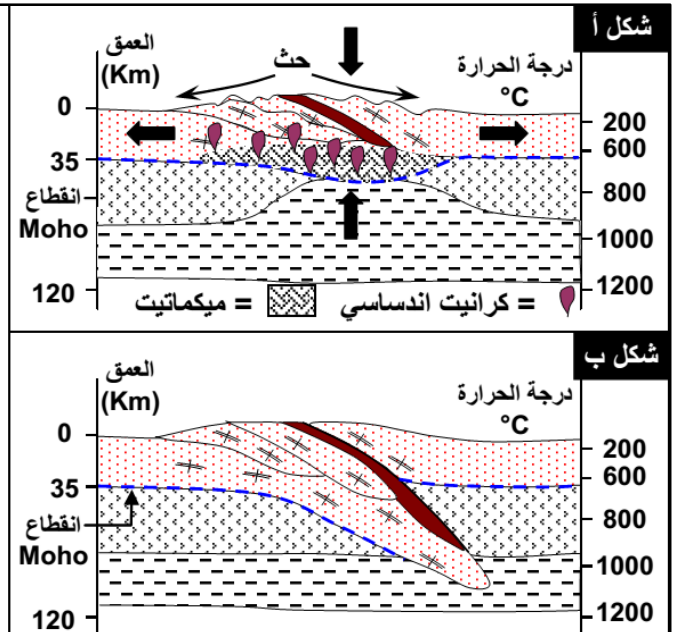 شكل أ
العمق
(Km)
حث
درجة الحرارة
°C
0
35
انقطاع
Moho
120
200
600
800
1000
1200
= كرانيت اندساسي
= ميكماتيت
شكل ب
العمق
(Km)
درجة الحرارة
°C
0
35
انقطاع
Moho
120
200
600
800
1000
1200